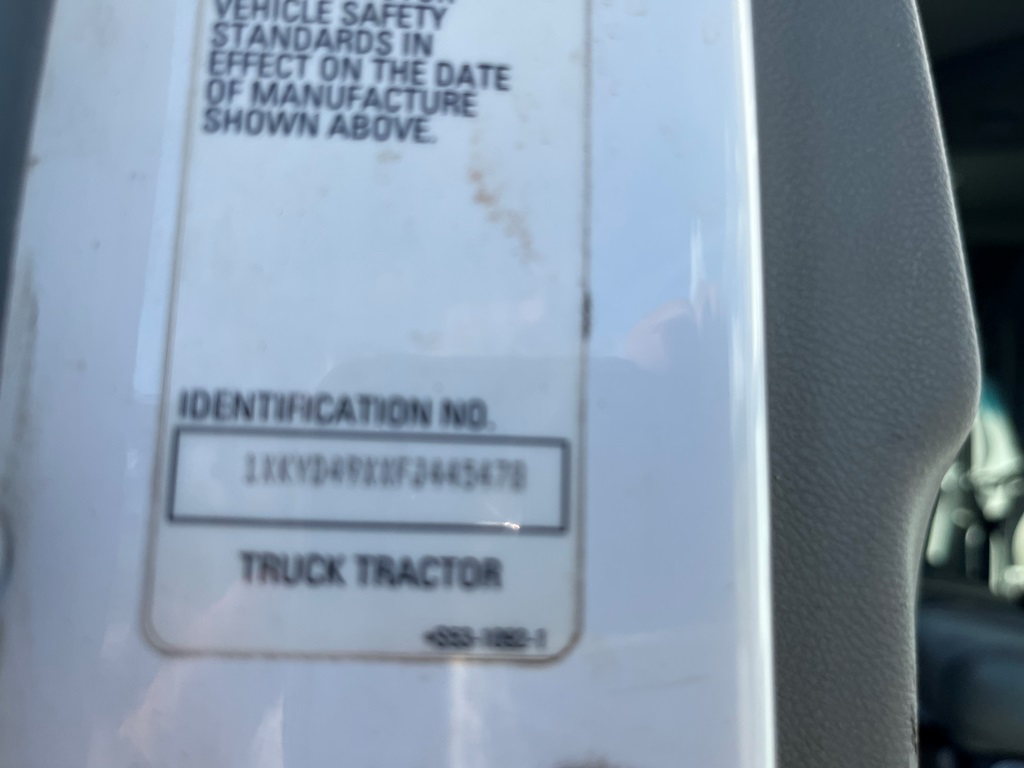 VEHICLE SAFETY
STANDARDS IN
EFFECT ON THE DATE
OF MANUFACTURE
SHOWN ABOVE.
IDENTIFICATION NO.
TRUCK TRACTOR